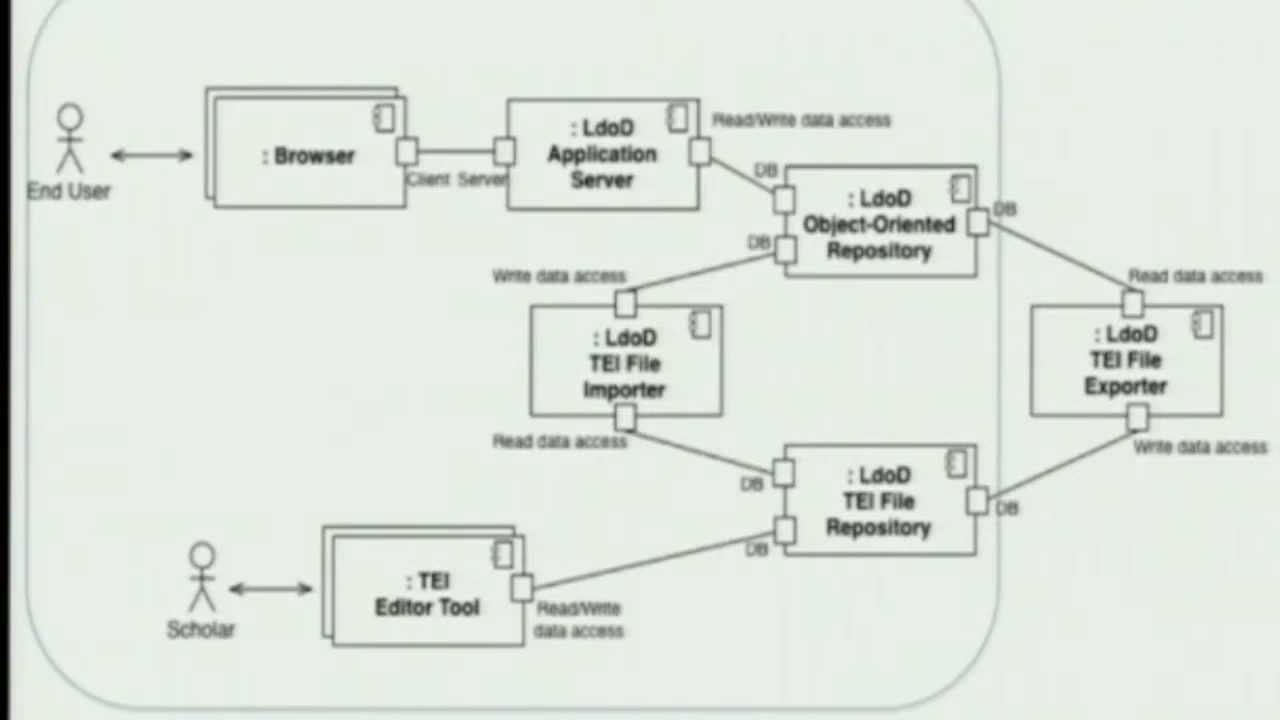 End User
: Browser
Client Server
: LdoD
Application
Server
Read/Write data access
DB
: LdoD
Object-Oriented
Repository
DB
DB
Write data access
Read data access
: LdoD
TEI File
Importer
: LdoD
TEI File
Exporter
Read data access
Write data access
DB
: LdoD
TEI File
Repository
DB
DB
Scholar
: TEI
Editor Tool
Read/Write
data access